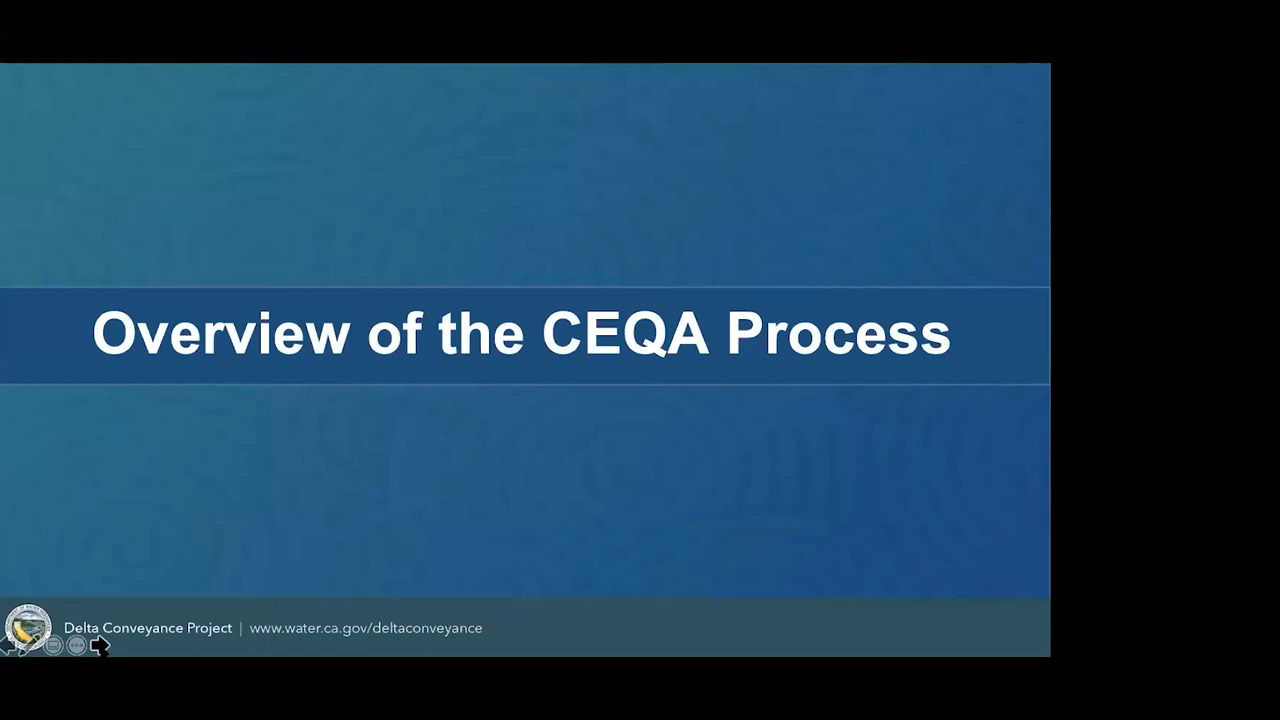 Overview of the CEQA Process
Delta Conveyance Project | www.water.ca.gov/deltaconveyance